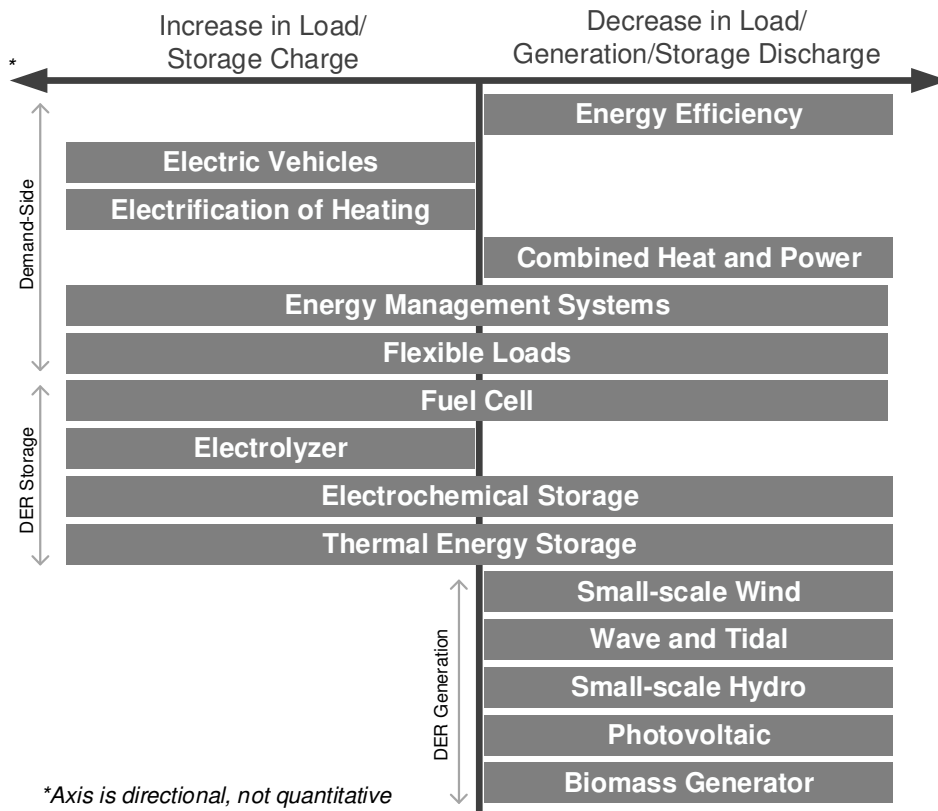 Increase in Load/
Storage Charge
Decrease in Load/
Generation/Storage Discharge
*
Demand-Side
Energy Efficiency
Electric Vehicles
Electrification of Heating
Combined Heat and Power
Energy Management Systems
Flexible Loads
DER Storage
Fuel Cell
Electrolyzer
Electrochemical Storage
Thermal Energy Storage
DER Generation
Small-scale Wind
Wave and Tidal
Small-scale Hydro
Photovoltaic
Biomass Generator
*Axis is directional, not quantitative